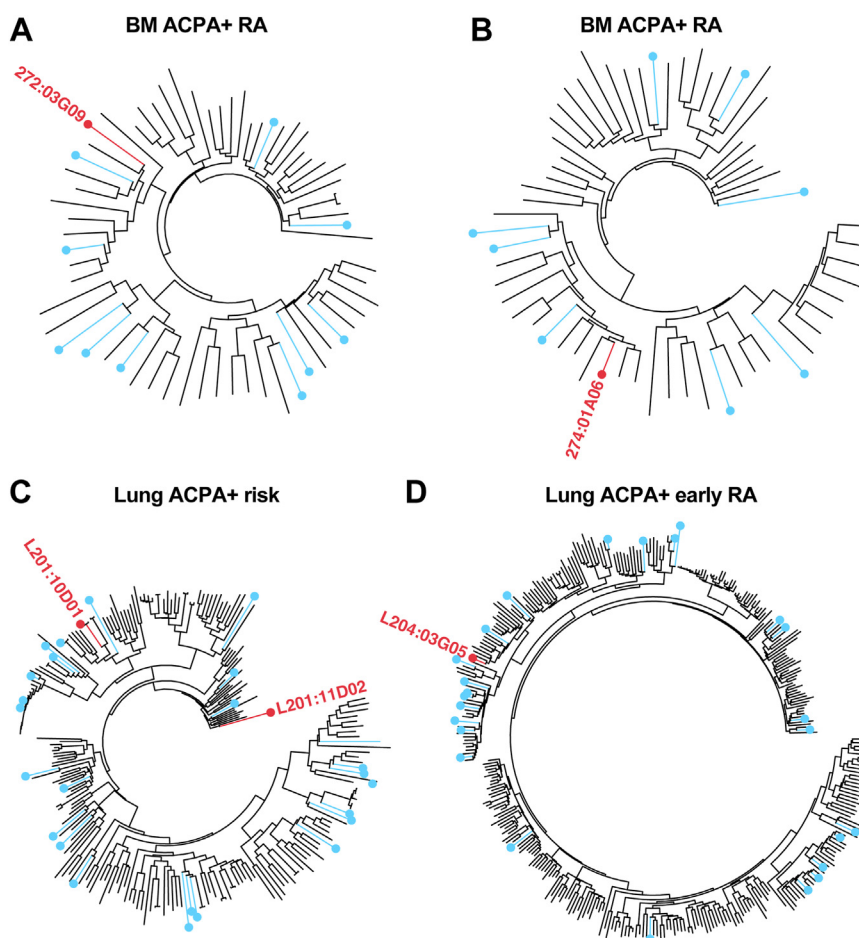 A
BM ACPA+ RA
272:03G09
B
BM ACPA+ RA
274:01A06
C
Lung ACPA+ risk
L201:10D01
L201:11D02
D
Lung ACPA+ early RA
L204:03G05